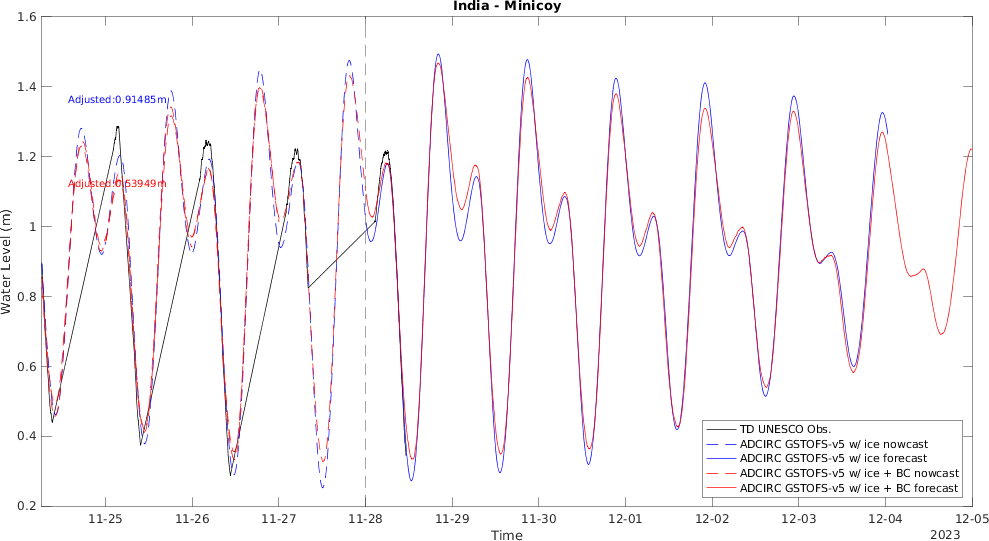 India - Minicoy
Water Level (m)
1.6
1.4
1.2
1
0.8
0.6
0.4
0.2
Adjusted:0.91485m
Adjusted:0.53949m
TD UNESCO Obs.
ADCIRC GSTOFS-v5 w/ ice nowcast
ADCIRC GSTOFS-v5 w/ ice forecast
ADCIRC GSTOFS-v5 w/ ice + BC nowcast
ADCIRC GSTOFS-v5 w/ ice + BC forecast
11-25 11-26 11-27 11-28 11-29 11-30 12-01 12-02 12-03 12-04 12-05
Time
2023